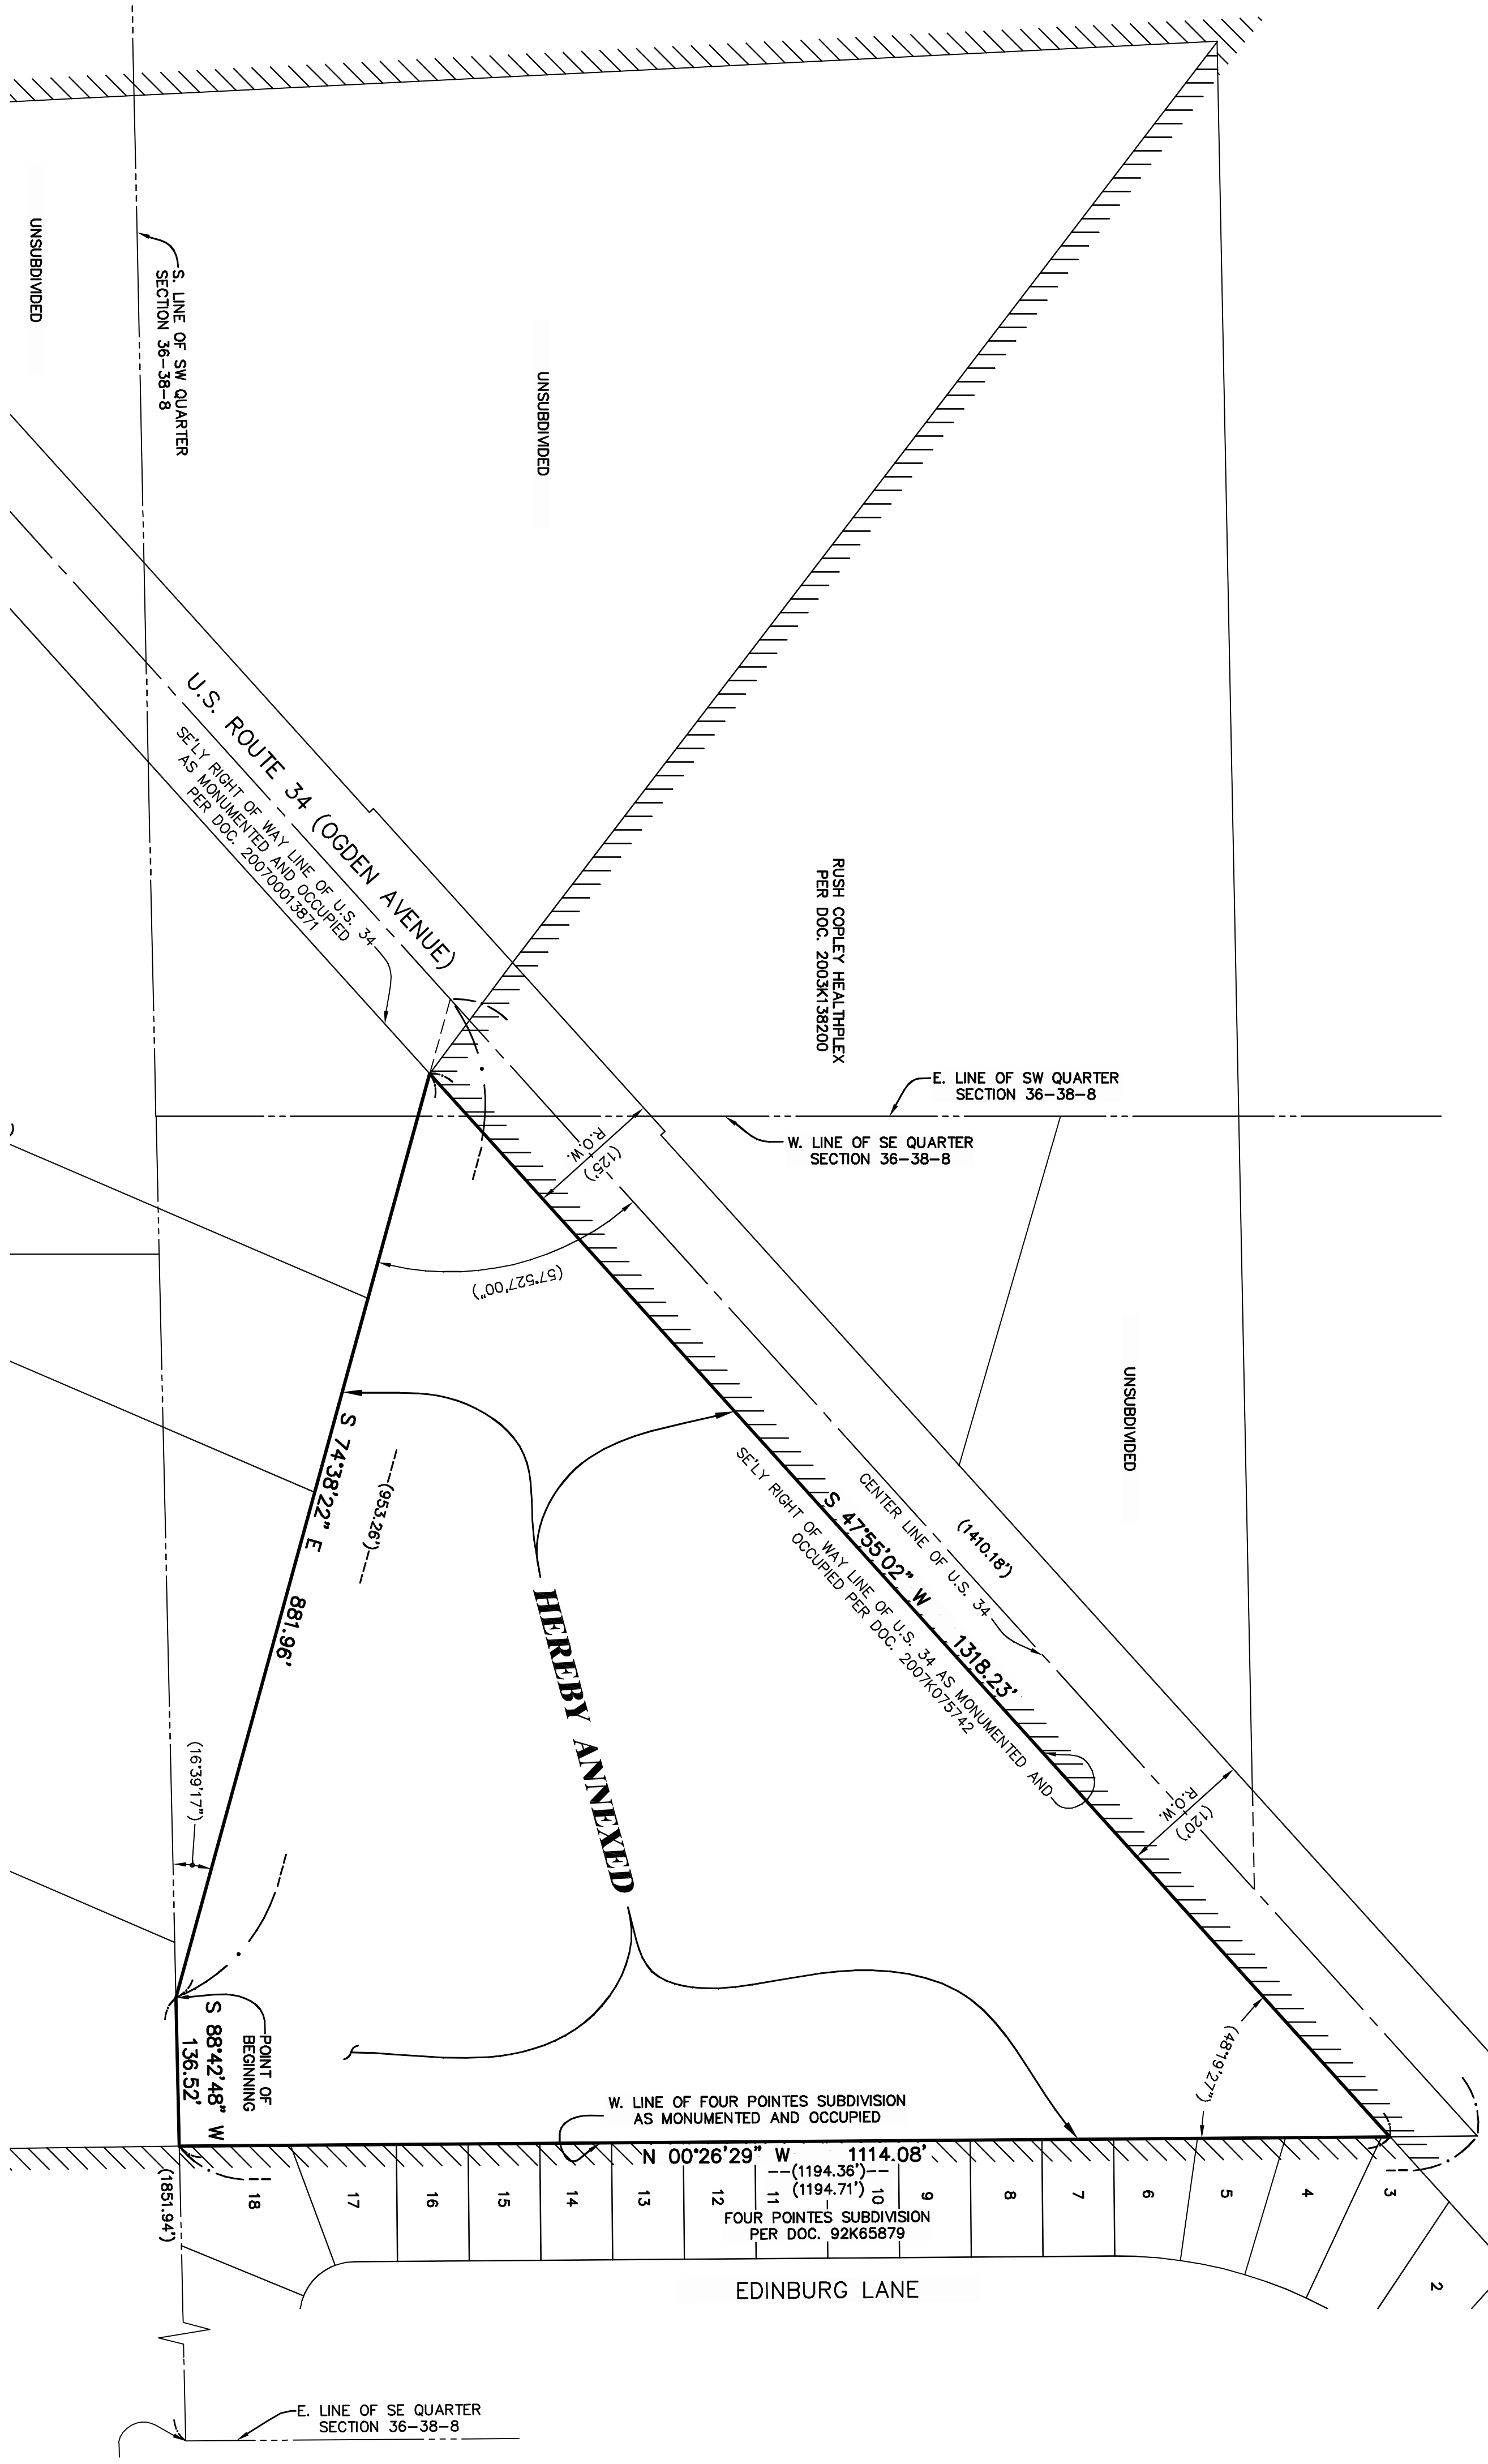 UNSUBDIVIDED
S. LINE OF SW QUARTER
SECTION 36-38-8
UNSUBDIVIDED
U.S. ROUTE 34 (OGDEN AVENUE)
SE'LY RIGHT OF WAY LINE OF U.S. 34
AS MONUMENTED AND OCCUPIED
PER DOC. 200700013871
RUSH COPLEY HEALTHPLEX
PER DOC. 2003K138200
E. LINE OF SW QUARTER
SECTION 36-38-8
W. LINE OF SE QUARTER
SECTION 36-38-8
R.O.W.
(125')
)
(57°527'00")
UNSUBDIVIDED
S 74°38'22" E 881.96'
--(953.26')--
CENTER LINE OF U.S. 34
(1410.18')
S 47°55'02" W 1318.23'
SE'LY RIGHT OF WAY LINE OF U.S. 34 AS MONUMENTED AND
OCCUPIED PER DOC. 2007K075742
HEREBY ANNEXED
(16°39'17")
R.O.W.
(120')
(48°19'27")
POINT OF
BEGINNING
S 88°42'48" W
136.52'
W. LINE OF FOUR POINTES SUBDIVISION
AS MONUMENTED AND OCCUPIED
N 00°26'29" W 1114.08'
--(1194.36')--
(1194.71')
(1851.94')
18
17
16
15
14
13
12
11
10
9
8
7
6
5
4
3
2
FOUR POINTES SUBDIVISION
PER DOC. 92K65879
EDINBURG LANE
E. LINE OF SE QUARTER
SECTION 36-38-8